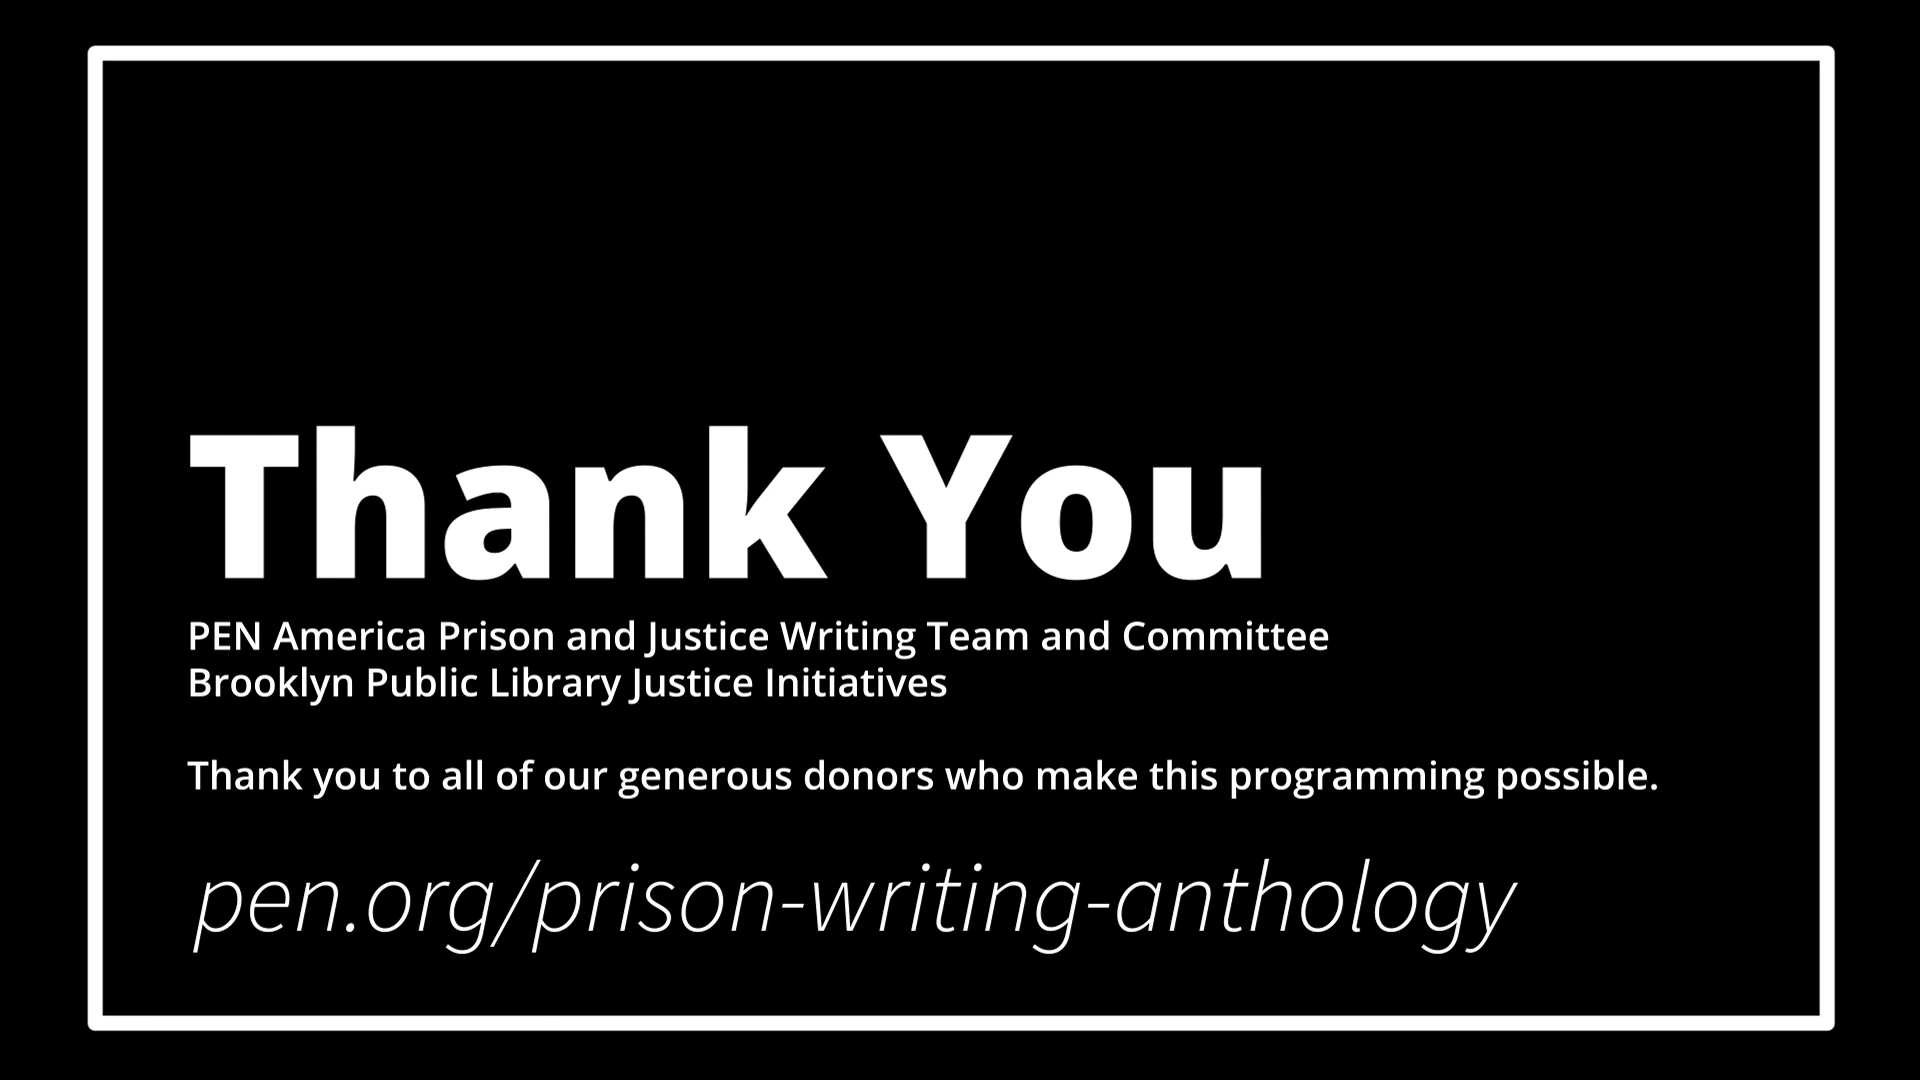 Thank You
PEN America Prison and Justice Writing Team and Committee
Brooklyn Public Library Justice Initiatives
Thank you to all of our generous donors who make this programming possible.
pen.org/prison-writing-anthology